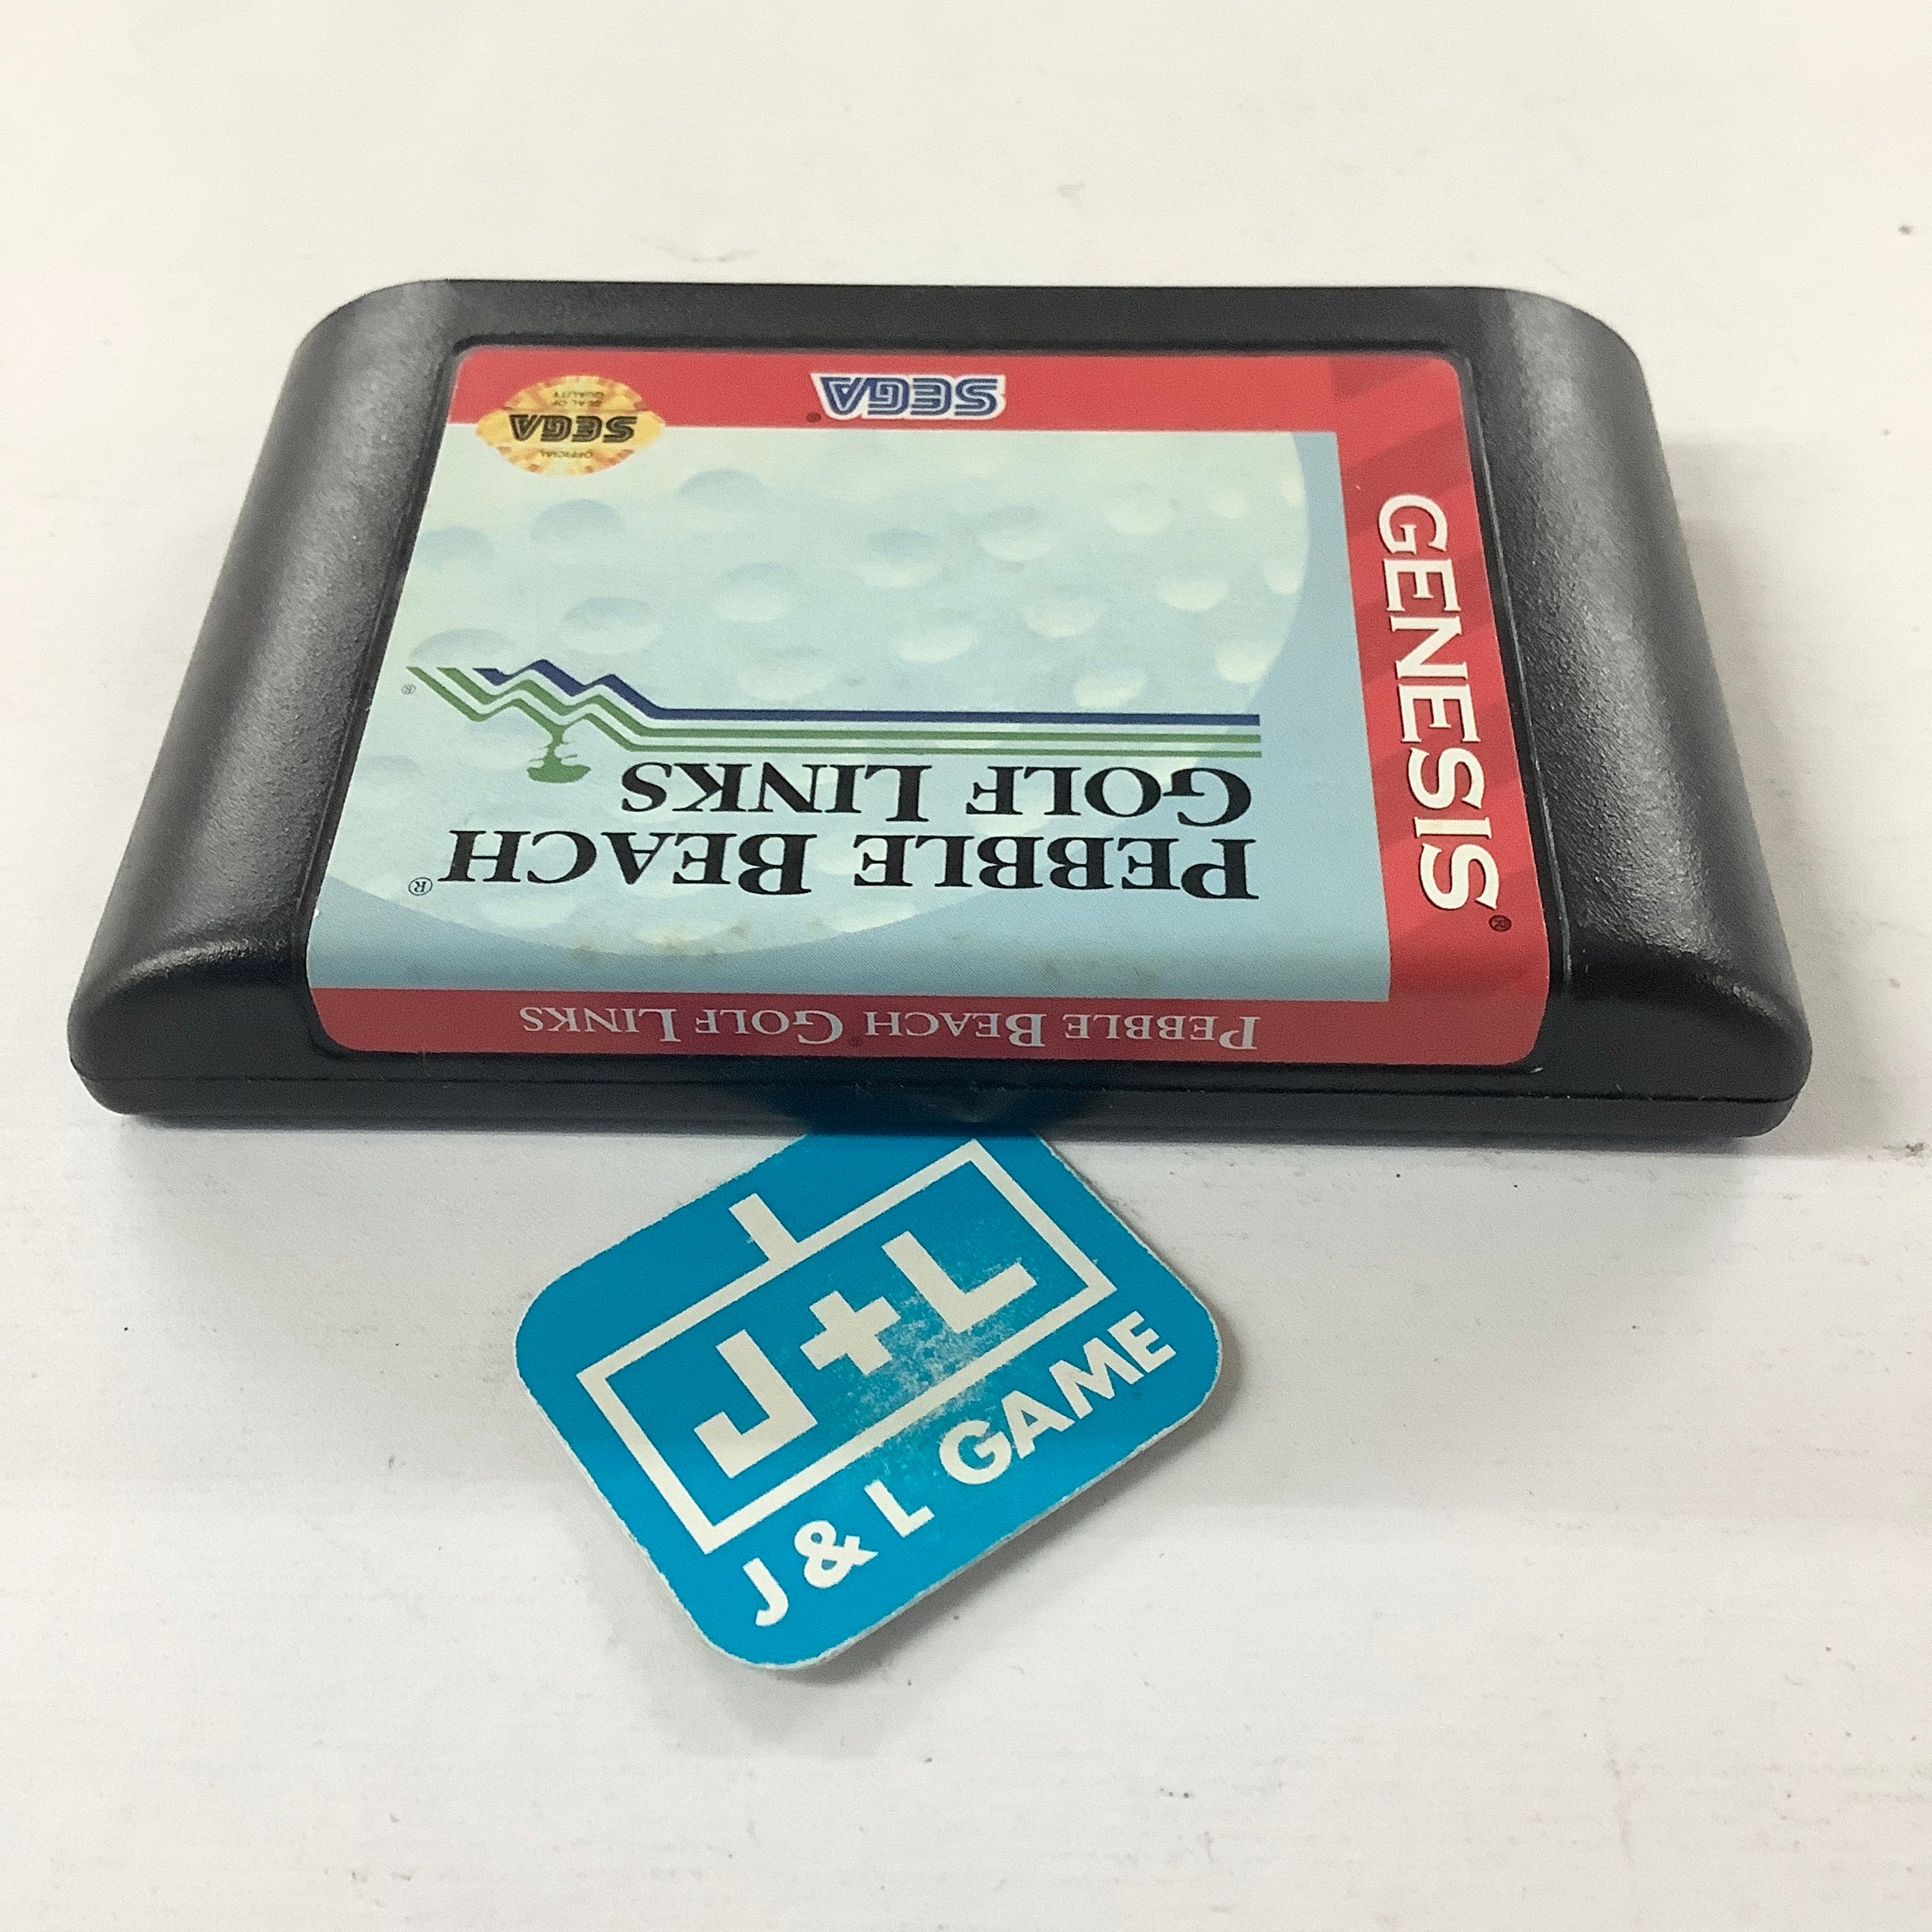 PEBBLE BEACH® GOLF LINKS
PEBBLE BEACH®
GOLF LINKS
®
GENESIS®
SEGA®
OFFICIAL
SEGA
SEAL OF
QUALITY
J+L
J & L GAME